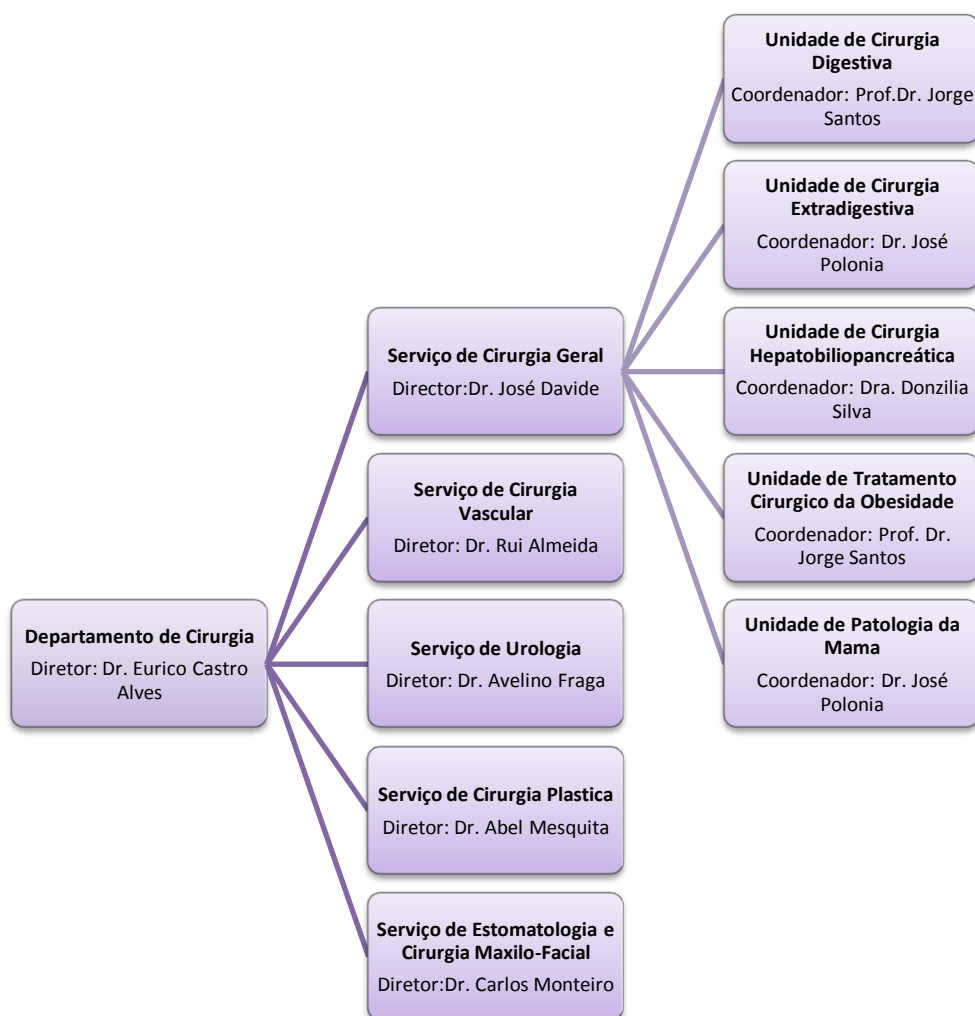 Departamento de Cirurgia
Diretor: Dr. Eurico Castro
Alves
Serviço de Cirurgia Geral
Director:Dr. José Davide
Unidade de Cirurgia
Digestiva
Coordenador: Prof.Dr. Jorge
Santos
Unidade de Cirurgia
Extradigestiva
Coordenador: Dr. José
Polonia
Unidade de Cirurgia
Hepatobiliopancreática
Coordenador: Dra. Donzilia
Silva
Unidade de Tratamento
Cirurgico da Obesidade
Coordenador: Prof. Dr.
Jorge Santos
Unidade de Patologia da
Mama
Coordenador: Dr. José
Polonia
Serviço de Cirurgia
Vascular
Diretor: Dr. Rui Almeida
Serviço de Urologia
Diretor: Dr. Avelino Fraga
Serviço de Cirurgia Plastica
Diretor: Dr. Abel Mesquita
Serviço de Estomatologia e
Cirurgia Maxilo-Facial
Diretor:Dr. Carlos Monteiro